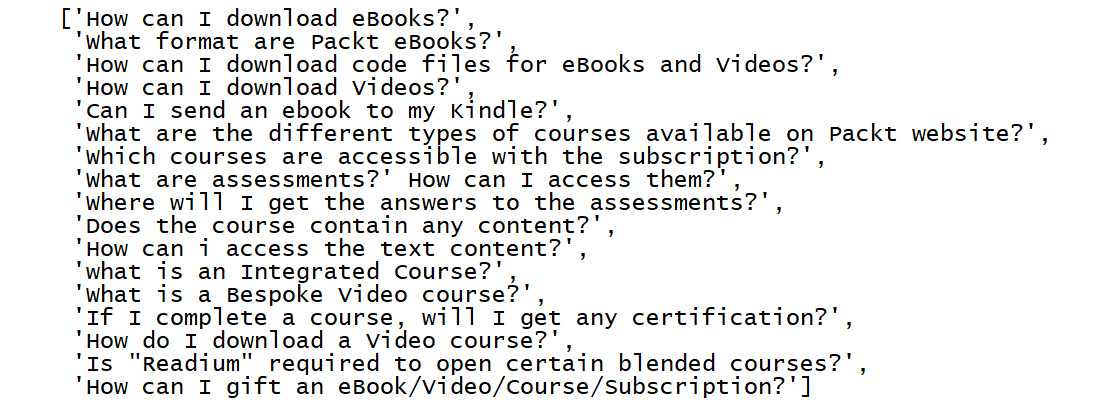 ['How can I download eBooks?',
'What format are Packt eBooks?',
'How can I download code files for eBooks and Videos?',
'How can I download Videos?',
'Can I send an ebook to my Kindle?',
'What are the different types of courses available on Packt website?',
'Which courses are accessible with the subscription?',
'What are assessments?' How can I access them?',
'Where will I get the answers to the assessments?',
'Does the course contain any content?',
'How can i access the text content?',
'what is an Integrated Course?',
'What is a Bespoke Video course?',
'If I complete a course, will I get any certification?',
'How do I download a Video course?',
'Is "Readium" required to open certain blended courses?',
'How can I gift an eBook/Video/Course/Subscription?']